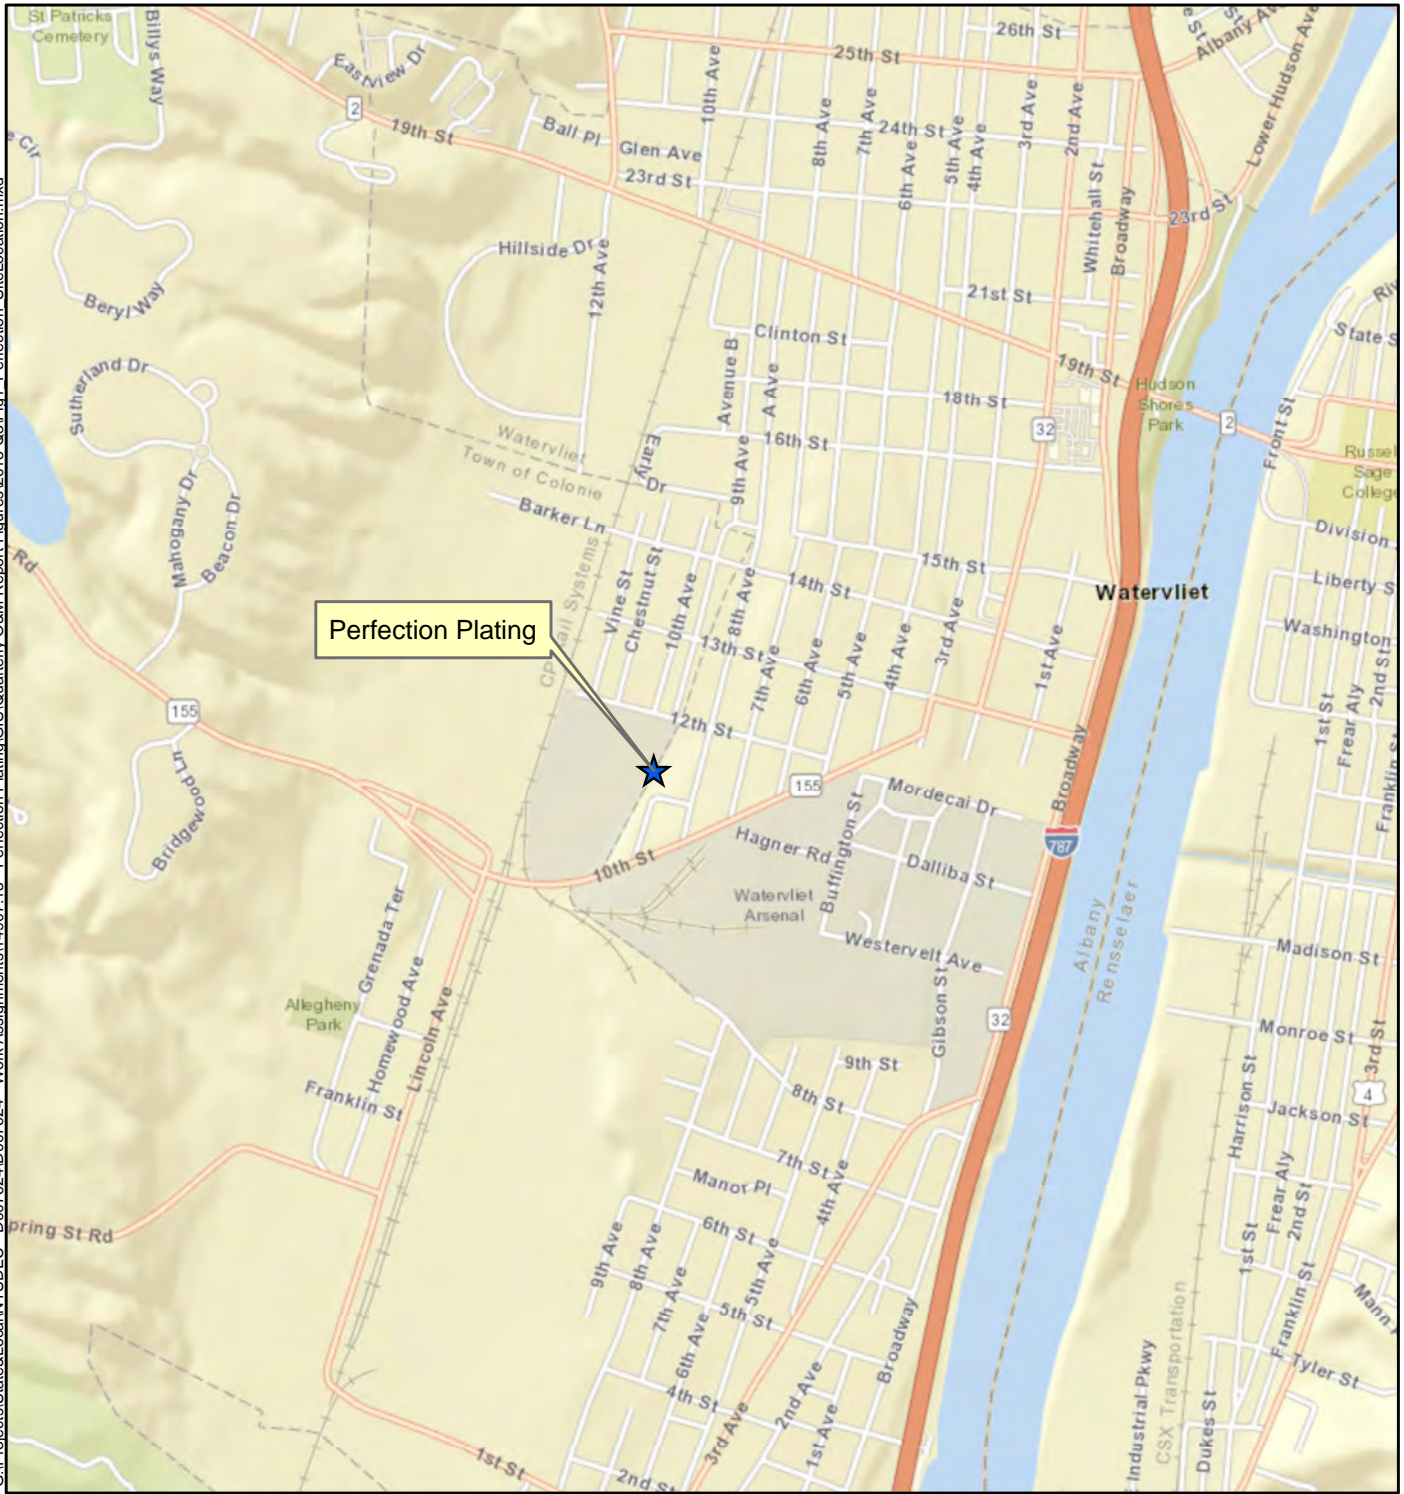 St Patricks
Cemetery
Billys Way
Eastview Dr
2
19th St
Ball Pl
Glen Ave
23rd St
10th Ave
25th St
26th St
8th Ave
7th Ave
24th St
6th Ave
5th Ave
4th Ave
3rd Ave
2nd Ave
Whitehall St
Broadway
23rd St
Albany Av
Lower Hudson Ave
e Cir
Beryl Way
Hillside Dr
12th Ave
21st St
Clinton St
Avenue B
A Ave
19th St
18th St
16th St
32
Hudson
Shores
Park
2
Front St
State S
Russel
Sage
College
Division
Sutherland Dr
Mahogany Dr
Beacon Dr
Watervliet
Town of Colonie
Early Dr
9th Ave
Barker Ln
Rd
Vine St
Chestnut St
10th Ave
8th Ave
14th St
15th St
13th St
7th Ave
6th Ave
5th Ave
4th Ave
3rd Ave
1st Ave
Watervliet
Liberty S
Washington
1st St
Frear Aly
2nd St
Franklin St
Perfection Plating
12th St
155
155
Bridgewood Ln
10th St
Mordecai Dr
Hagner Rd
Buffington St
Dalliba St
Watervliet
Arsenal
Westervelt Ave
Gibson St
Broadway
787
Albany
Rensselaer
32
Madison St
Monroe St
3rd St
4
Jackson St
Harrison St
Frear Aly
2nd St
1st St
Franklin St
Mann
Tyler St
Dukes St
Industrial Pkwy
CSX Transportation
Grenada Ter
Homewood Ave
Lincoln Ave
Allegheny
Park
Franklin St
pring St Rd
9th St
8th St
7th St
Manor Pl
4th Ave
6th St
9th Ave
8th Ave
7th Ave
5th Ave
5th St
6th Ave
4th St
3rd Ave
2nd Ave
1st Ave
Broadway
1st St
2nd St